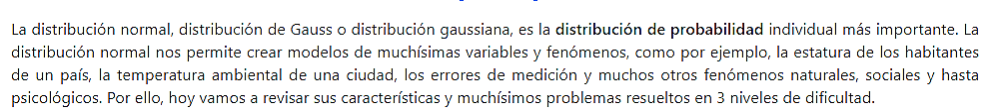 La distribución normal, distribución de Gauss o distribución gaussiana, es la distribución de probabilidad individual más importante. La
distribución normal nos permite crear modelos de muchísimas variables y fenómenos, como por ejemplo, la estatura de los habitantes
de un país, la temperatura ambiental de una ciudad, los errores de medición y muchos otros fenómenos naturales, sociales y hasta
psicológicos. Por ello, hoy vamos a revisar sus características y muchísimos problemas resueltos en 3 niveles de dificultad.